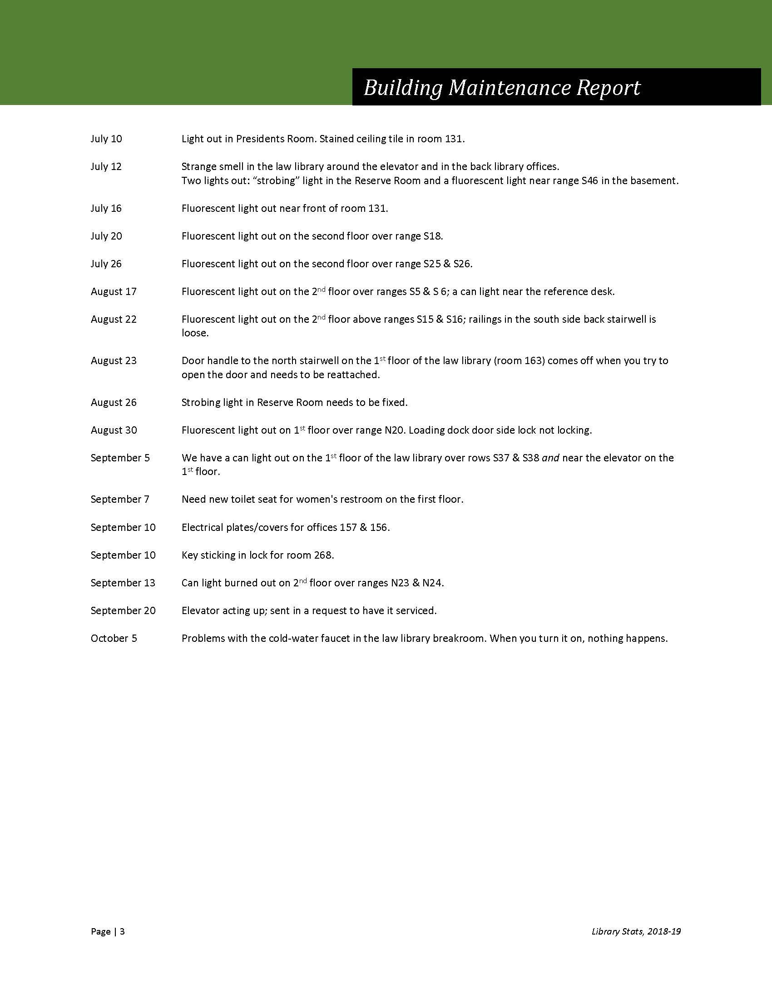 Building Maintenance Report
July 10 Light out in Presidents Room. Stained ceiling tile in room 131.
July 12 Strange smell in the law library around the elevator and in the back library offices.
Two lights out: “strobing” light in the Reserve Room and a fluorescent light near range S46 in the basement.
July 16 Fluorescent light out near front of room 131.
July 20 Fluorescent light out on the second floor over range S18.
July 26 Fluorescent light out on the second floor over range S25 & S26.
August 17 Fluorescent light out on the 2nd floor over ranges S5 & S 6; a can light near the reference desk.
August 22 Fluorescent light out on the 2nd floor above ranges S15 & S16; railings in the south side back stairwell is
loose.
August 23 Door handle to the north stairwell on the 1st floor of the law library (room 163) comes off when you try to
open the door and needs to be reattached.
August 26 Strobing light in Reserve Room needs to be fixed.
August 30 Fluorescent light out on 1st floor over range N20. Loading dock door side lock not locking.
September 5 We have a can light out on the 1st floor of the law library over rows S37 & S38 and near the elevator on the
1st floor.
September 7 Need new toilet seat for women's restroom on the first floor.
September 10 Electrical plates/covers for offices 157 & 156.
September 10 Key sticking in lock for room 268.
September 13 Can light burned out on 2nd floor over ranges N23 & N24.
September 20 Elevator acting up; sent in a request to have it serviced.
October 5 Problems with the cold-water faucet in the law library breakroom. When you turn it on, nothing happens.
Page | 3 Library Stats, 2018-19